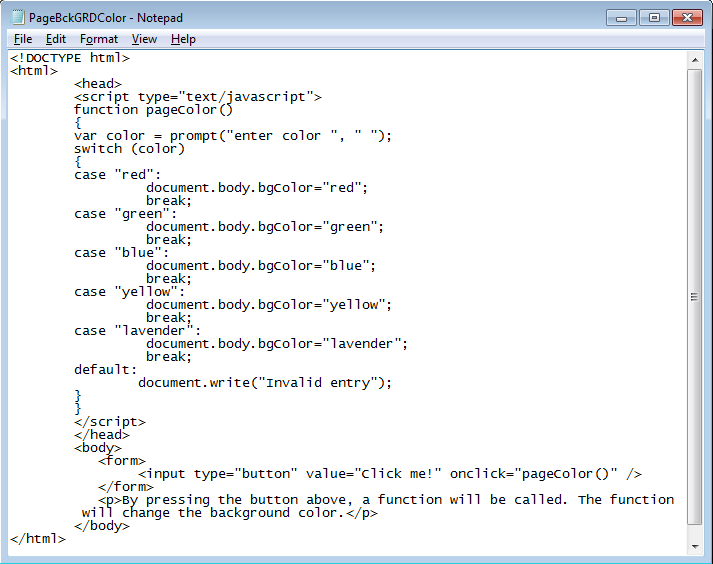 PageBckGRDColor - Notepad
File Edit Format View Help
<!DOCTYPE html>
<html>
<head>
<script type="text/javascript">
function pageColor()
{
var color = prompt("enter color ", " ");
switch (color)
{
case "red":
document.body.bgColor="red";
break;
case "green":
document.body.bgColor="green";
break;
case "blue":
document.body.bgColor="blue";
break;
case "yellow":
document.body.bgColor="yellow";
break;
case "lavender":
document.body.bgColor="lavender";
break;
default:
document.write("Invalid entry");
}
}
</script>
</head>
<body>
<form>
<input type="button" value="Click me!" onclick="pageColor()" />
</form>
<p>By pressing the button above, a function will be called. The function
will change the background color.</p>
</body>
</html>